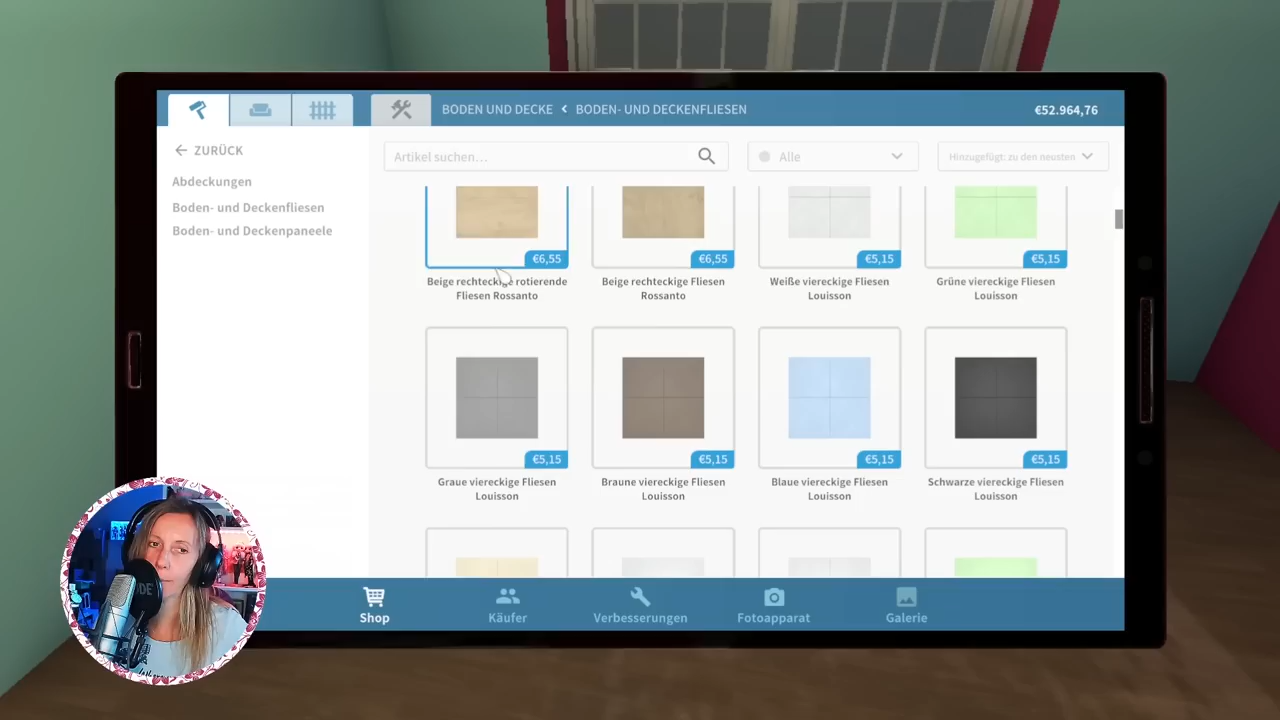 BODEN UND DECKE < BODEN- UND DECKENFLIESEN
€52.964,76
← ZURÜCK
Artikel suchen...
Alle
Hinzugefügt: zu den neusten
Abdeckungen
Boden- und Deckenfliesen
Boden- und Deckenpaneele
€6,55
€6,55
€5,15
€5,15
Beige rechteckige rotierende
Fliesen Rossanto
Beige rechteckige Fliesen
Rossanto
Weiße viereckige Fliesen
Louisson
Grüne viereckige Fliesen
Louisson
€5,15
€5,15
€5,15
€5,15
Graue viereckige Fliesen
Louisson
Braune viereckige Fliesen
Louisson
Blaue viereckige Fliesen
Louisson
Schwarze viereckige Fliesen
Louisson
Shop
Käufer
Verbesserungen
Fotoapparat
Galerie